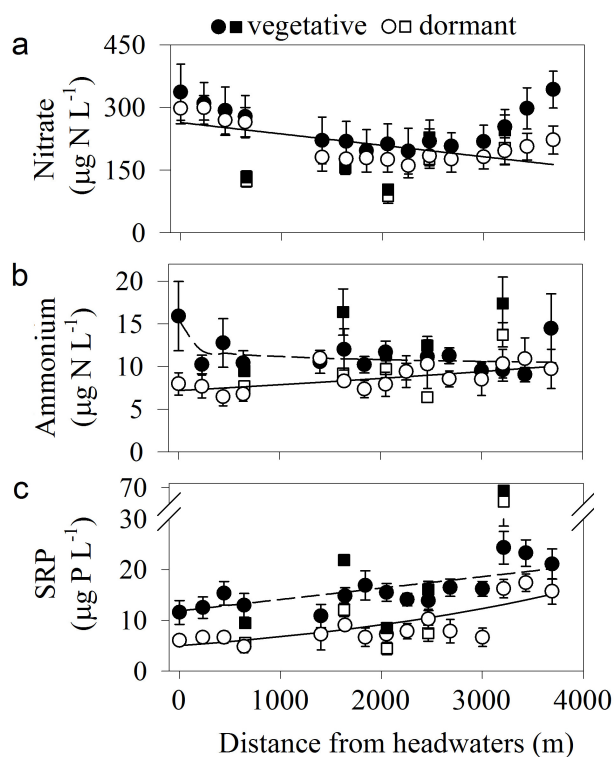 vegetative dormant
a
450
300
150
0
Nitrate
(µg N L⁻¹)
b
20
15
10
5
0
Ammonium
(µg N L⁻¹)
c
70
30
20
10
0
SRP
(µg P L⁻¹)
0 1000 2000 3000 4000
Distance from headwaters (m)